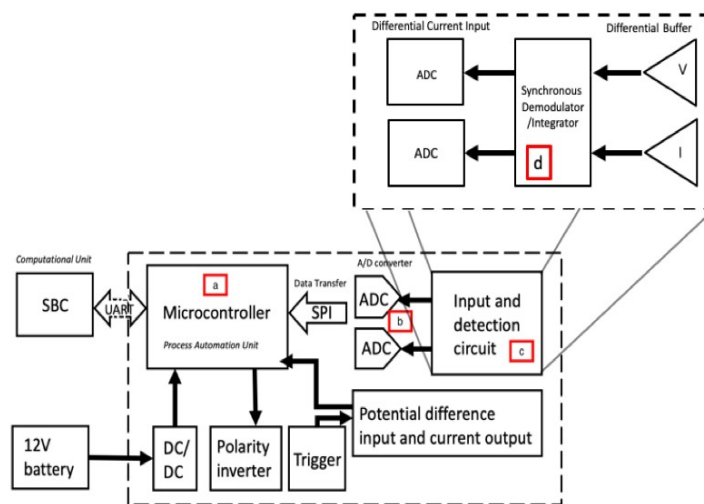 Differential Current Input
Differential Buffer
ADC
Synchronous
Demodulator
/Integrator
V
ADC
d
I
Computational Unit
SBC
UART
a
Microcontroller
Process Automation Unit
Data Transfer
SPI
A/D converter
ADC
b
ADC
Input and
detection
circuit
c
12V
battery
DC/
DC
Polarity
inverter
Trigger
Potential difference
input and current output